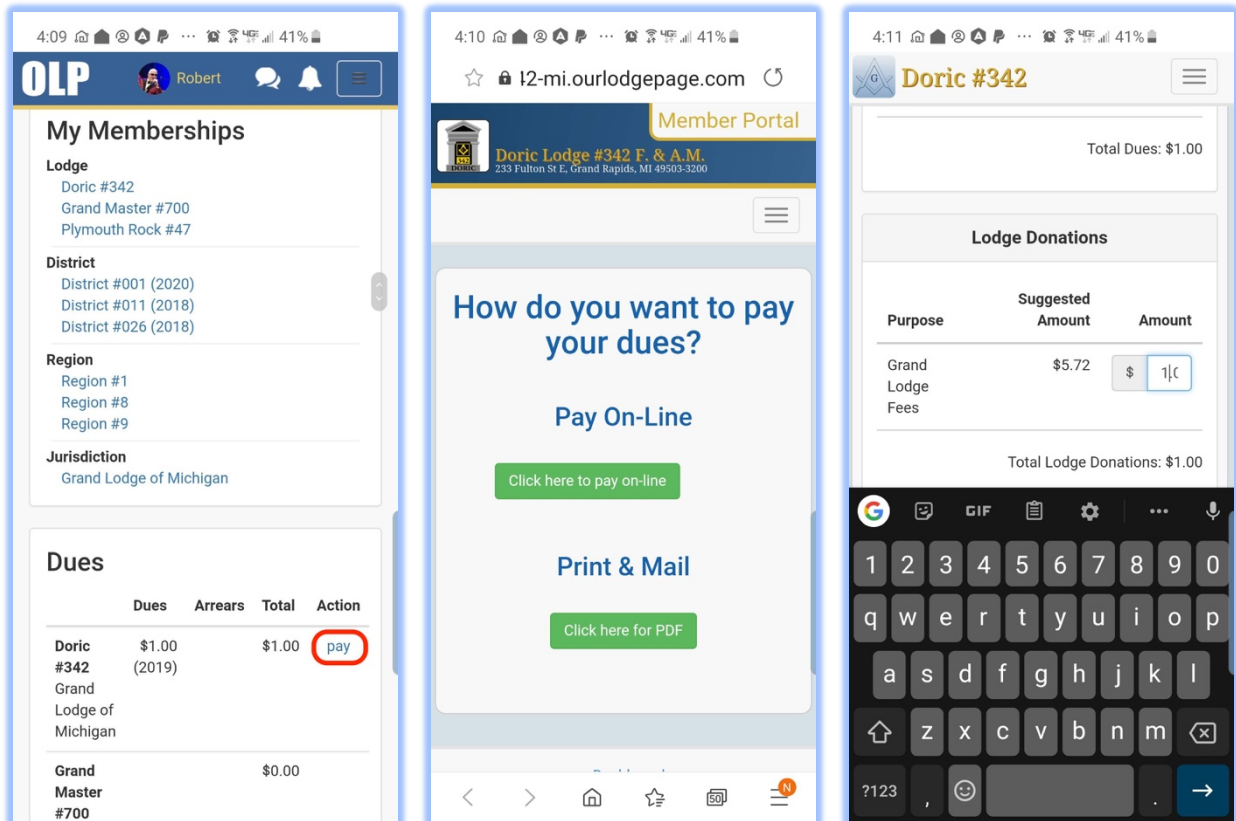 4:09 41%
OLP Robert
My Memberships
Lodge
Doric #342
Grand Master #700
Plymouth Rock #47
District
District #001 (2020)
District #011 (2018)
District #026 (2018)
Region
Region #1
Region #8
Region #9
Jurisdiction
Grand Lodge of Michigan
Dues
Dues Arrears Total Action
Doric $1.00 $1.00 pay
#342 (2019)
Grand
Lodge of
Michigan
Grand $0.00
Master
#700
4:10 41%
42-mi.ourlodgepage.com
Member Portal
Doric Lodge #342 F. & A.M.
233 Fulton St E, Grand Rapids, MI 49503-3200
342
DORIC
How do you want to pay
your dues?
Pay On-Line
Click here to pay on-line
Print & Mail
Click here for PDF
50 N
4:11 41%
G Doric #342
Total Dues: $1.00
Lodge Donations
Suggested
Purpose Amount Amount
Grand $5.72 $ 1.0
Lodge
Fees
Total Lodge Donations: $1.00
G GIF
1 2 3 4 5 6 7 8 9 0
q w e r t y u i o p
a s d f g h j k l
z x c v b n m
?123 , .